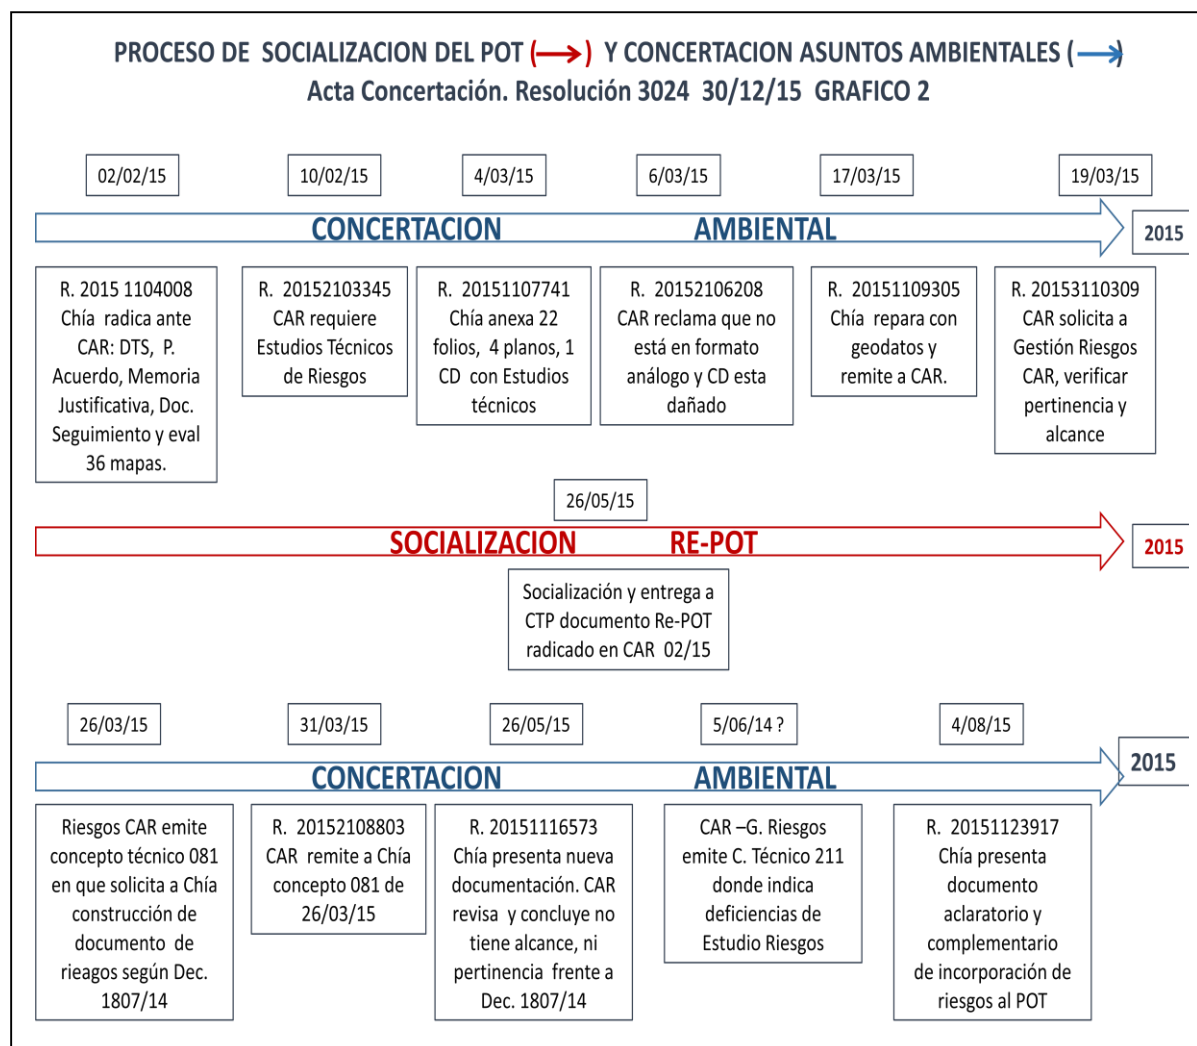 PROCESO DE SOCIALIZACION DEL POT (→) Y CONCERTACION ASUNTOS AMBIENTALES (→)
Acta Concertación. Resolución 3024 30/12/15 GRAFICO 2
02/02/15
10/02/15
4/03/15
6/03/15
17/03/15
19/03/15
CONCERTACION AMBIENTAL
2015
R. 2015 1104008
Chía radica ante
CAR: DTS, P.
Acuerdo, Memoria
Justificativa, Doc.
Seguimiento y eval
36 mapas.
R. 20152103345
CAR requiere
Estudios Técnicos
de Riesgos
R. 20151107741
Chía anexa 22
folios, 4 planos, 1
CD con Estudios
técnicos
R. 20152106208
CAR reclama que no
está en formato
análogo y CD esta
dañado
R. 20151109305
Chía repara con
geodatos y
remite a CAR.
R. 20153110309
CAR solicita a
Gestión Riesgos
CAR, verificar
pertinencia y
alcance
26/05/15
SOCIALIZACION RE-POT
2015
Socialización y entrega a
CTP documento Re-POT
radicado en CAR 02/15
26/03/15
31/03/15
26/05/15
5/06/14 ?
4/08/15
CONCERTACION AMBIENTAL
2015
Riesgos CAR emite
concepto técnico 081
en que solicita a Chía
construcción de
documento de
rieagos según Dec.
1807/14
R. 20152108803
CAR remite a Chía
concepto 081 de
26/03/15
R. 20151116573
Chía presenta nueva
documentación. CAR
revisa y concluye no
tiene alcance, ni
pertinencia frente a
Dec. 1807/14
CAR –G. Riesgos
emite C. Técnico 211
donde indica
deficiencias de
Estudio Riesgos
R. 20151123917
Chía presenta
documento
aclaratorio y
complementario
de incorporación de
riesgos al POT